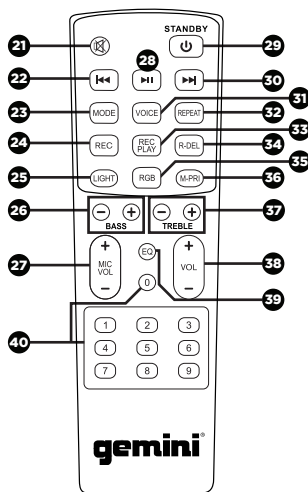 STANDBY
21 29
28
22 30
31
23 MODE VOICE REPEAT 32
33
24 REC REC PLAY R-DEL 34
35
25 LIGHT RGB M-PRI 36
26 − + − + 37
BASS TREBLE
+ EQ +
27 MIC VOL VOL 38
− 0 −
39
40
1 2 3
4 5 6
7 8 9
gemini®